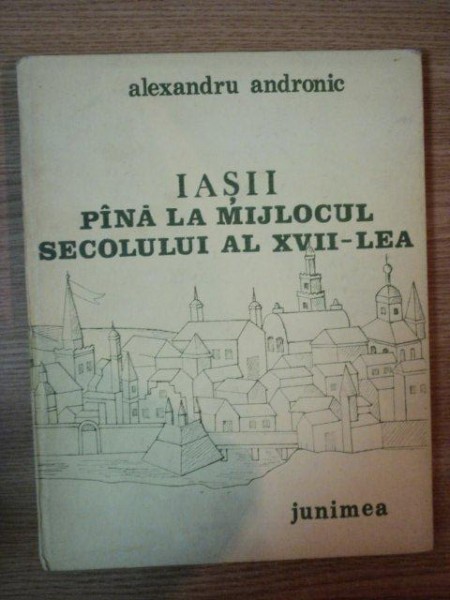 alexandru andronic
IAȘII
PÎNĂ LA MIJLOCUL
SECOLULUI AL XVII-LEA
junimea